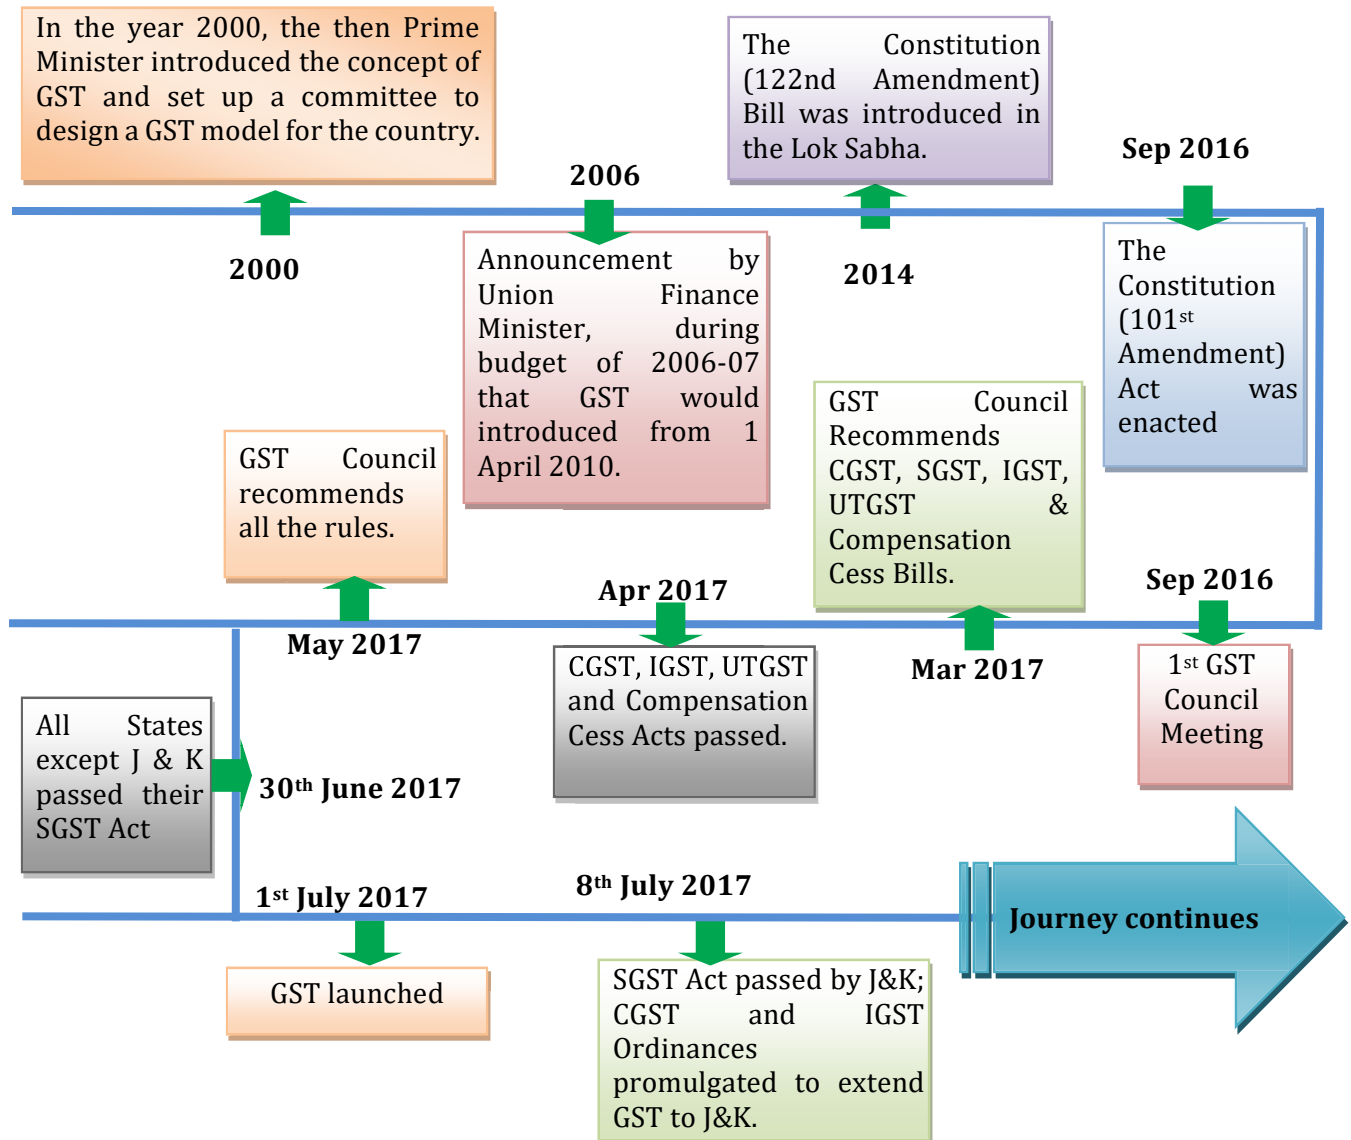 In the year 2000, the then Prime
Minister introduced the concept of
GST and set up a committee to
design a GST model for the country.
2000
2006
Announcement by
Union Finance
Minister, during
budget of 2006-07
that GST would
introduced from 1
April 2010.
The Constitution
(122nd Amendment)
Bill was introduced in
the Lok Sabha.
2014
Sep 2016
The
Constitution
(101st
Amendment)
Act was
enacted
Sep 2016
1st GST
Council
Meeting
GST Council
Recommends
CGST, SGST, IGST,
UTGST &
Compensation
Cess Bills.
Mar 2017
Apr 2017
CGST, IGST, UTGST
and Compensation
Cess Acts passed.
GST Council
recommends
all the rules.
May 2017
All States
except J & K
passed their
SGST Act
30th June 2017
1st July 2017
GST launched
8th July 2017
SGST Act passed by J&K;
CGST and IGST
Ordinances
promulgated to extend
GST to J&K.
Journey continues